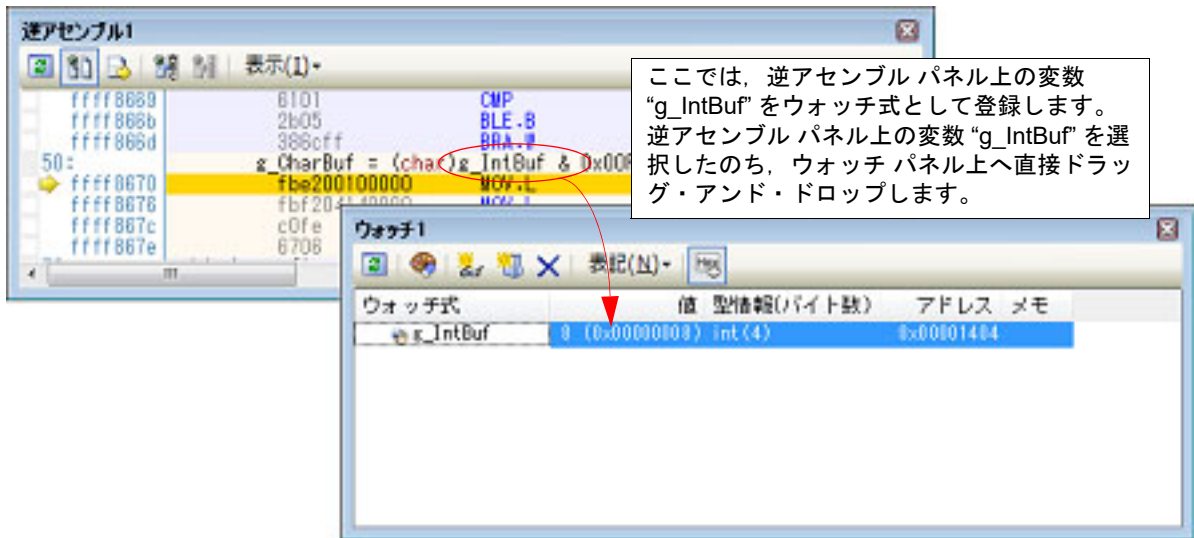 逆アセンブル1
表示(I)
ffff8669 6101 CMP
ffff866b 2b05 BLE.B
ffff866d 386cff BRA.W
50: g_CharBuf = (char)g_IntBuf & 0x00
ffff8670 fbe200100000 MOV.L
ffff8676 MOV.L
ffff867c c0fe
ffff867e 6706
ここでは，逆アセンブル パネル上の変数
“g_IntBuf” をウォッチ式として登録します。
逆アセンブル パネル上の変数 “g_IntBuf” を選
択したのち，ウォッチ パネル上へ直接ドラッ
グ・アンド・ドロップします。
ウォッチ1
表記(N) Hex
ウォッチ式 値 型情報(バイト数) アドレス メモ
g_IntBuf 8 (0x00000008) int(4) 0x00001484